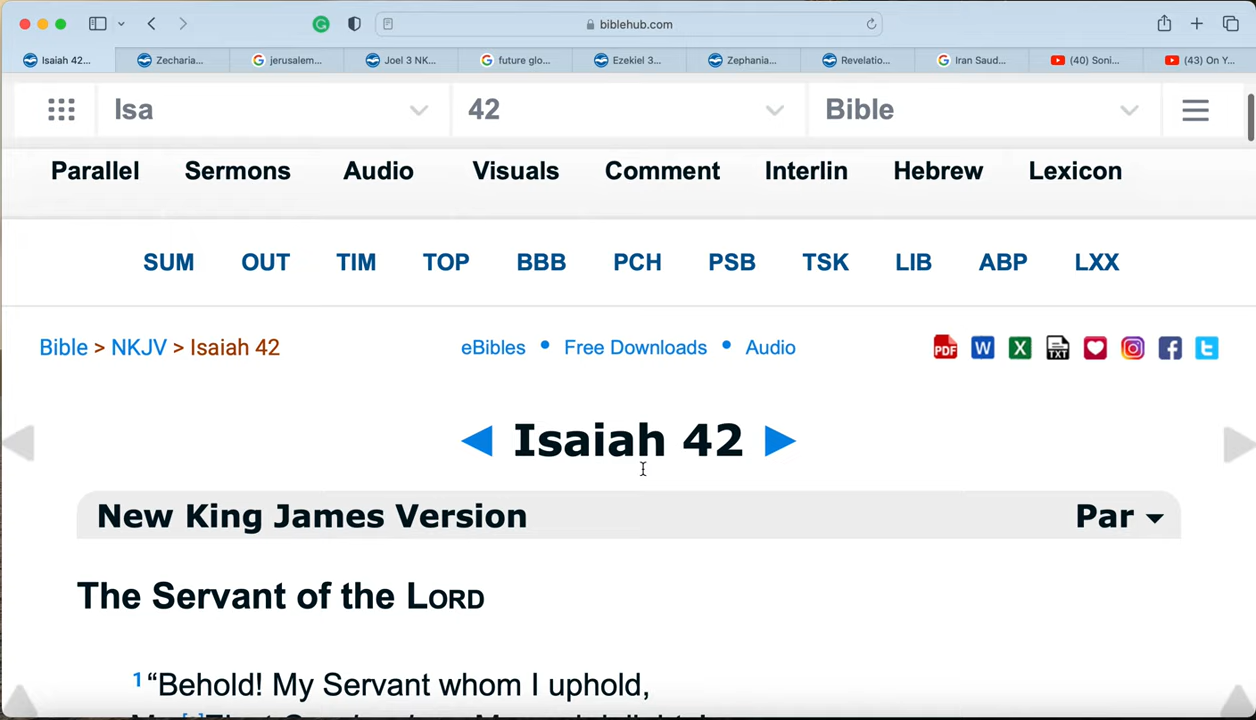 biblehub.com
Isaiah 42... Zecharia... jerusalem... Joel 3 NK... future glo... Ezekiel 3... Zephania... Revelatio... Iran Saud... (40) Soni... (43) On Y...
Isa 42 Bible
Parallel Sermons Audio Visuals Comment Interlin Hebrew Lexicon
SUM OUT TIM TOP BBB PCH PSB TSK LIB ABP LXX
Bible > NKJV > Isaiah 42 eBibles • Free Downloads • Audio PDF W X TXT
Isaiah 42
New King James Version Par
The Servant of the LORD
1 “Behold! My Servant whom I uphold,